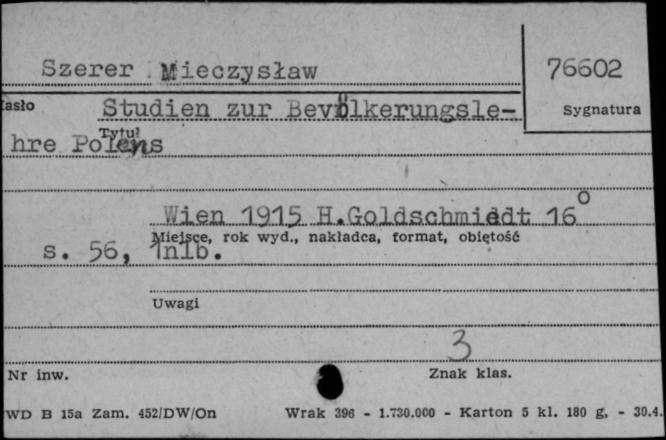 Szerer Mieczysław
76602
Hasło
Studien zur Bevölkerungsle-
Sygnatura
Tytuł
hre Polens
Wien 1915 H.Goldschmiedt 16°
Miejsce, rok wyd., nakładca, format, objętość
s. 56, 1nlb.
Uwagi
3
Nr inw.
Znak klas.
WD B 15a Zam. 452/DW/On Wrak 396 - 1.730.000 - Karton 5 kl. 180 g, - 30.4.